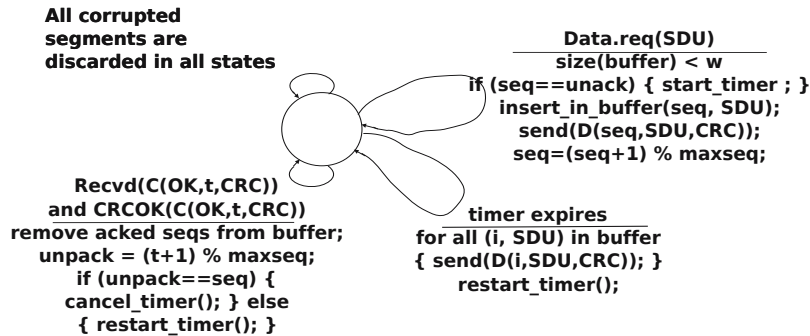 All corrupted
segments are
discarded in all states
Data.req(SDU)
size(buffer) < w
if (seq==unack) { start_timer ; }
insert_in_buffer(seq, SDU);
send(D(seq,SDU,CRC));
seq=(seq+1) % maxseq;
Recvd(C(OK,t,CRC))
and CRCOK(C(OK,t,CRC))
remove acked seqs from buffer;
unpack = (t+1) % maxseq;
if (unpack==seq) {
cancel_timer(); } else
{ restart_timer(); }
timer expires
for all (i, SDU) in buffer
{ send(D(i,SDU,CRC)); }
restart_timer();